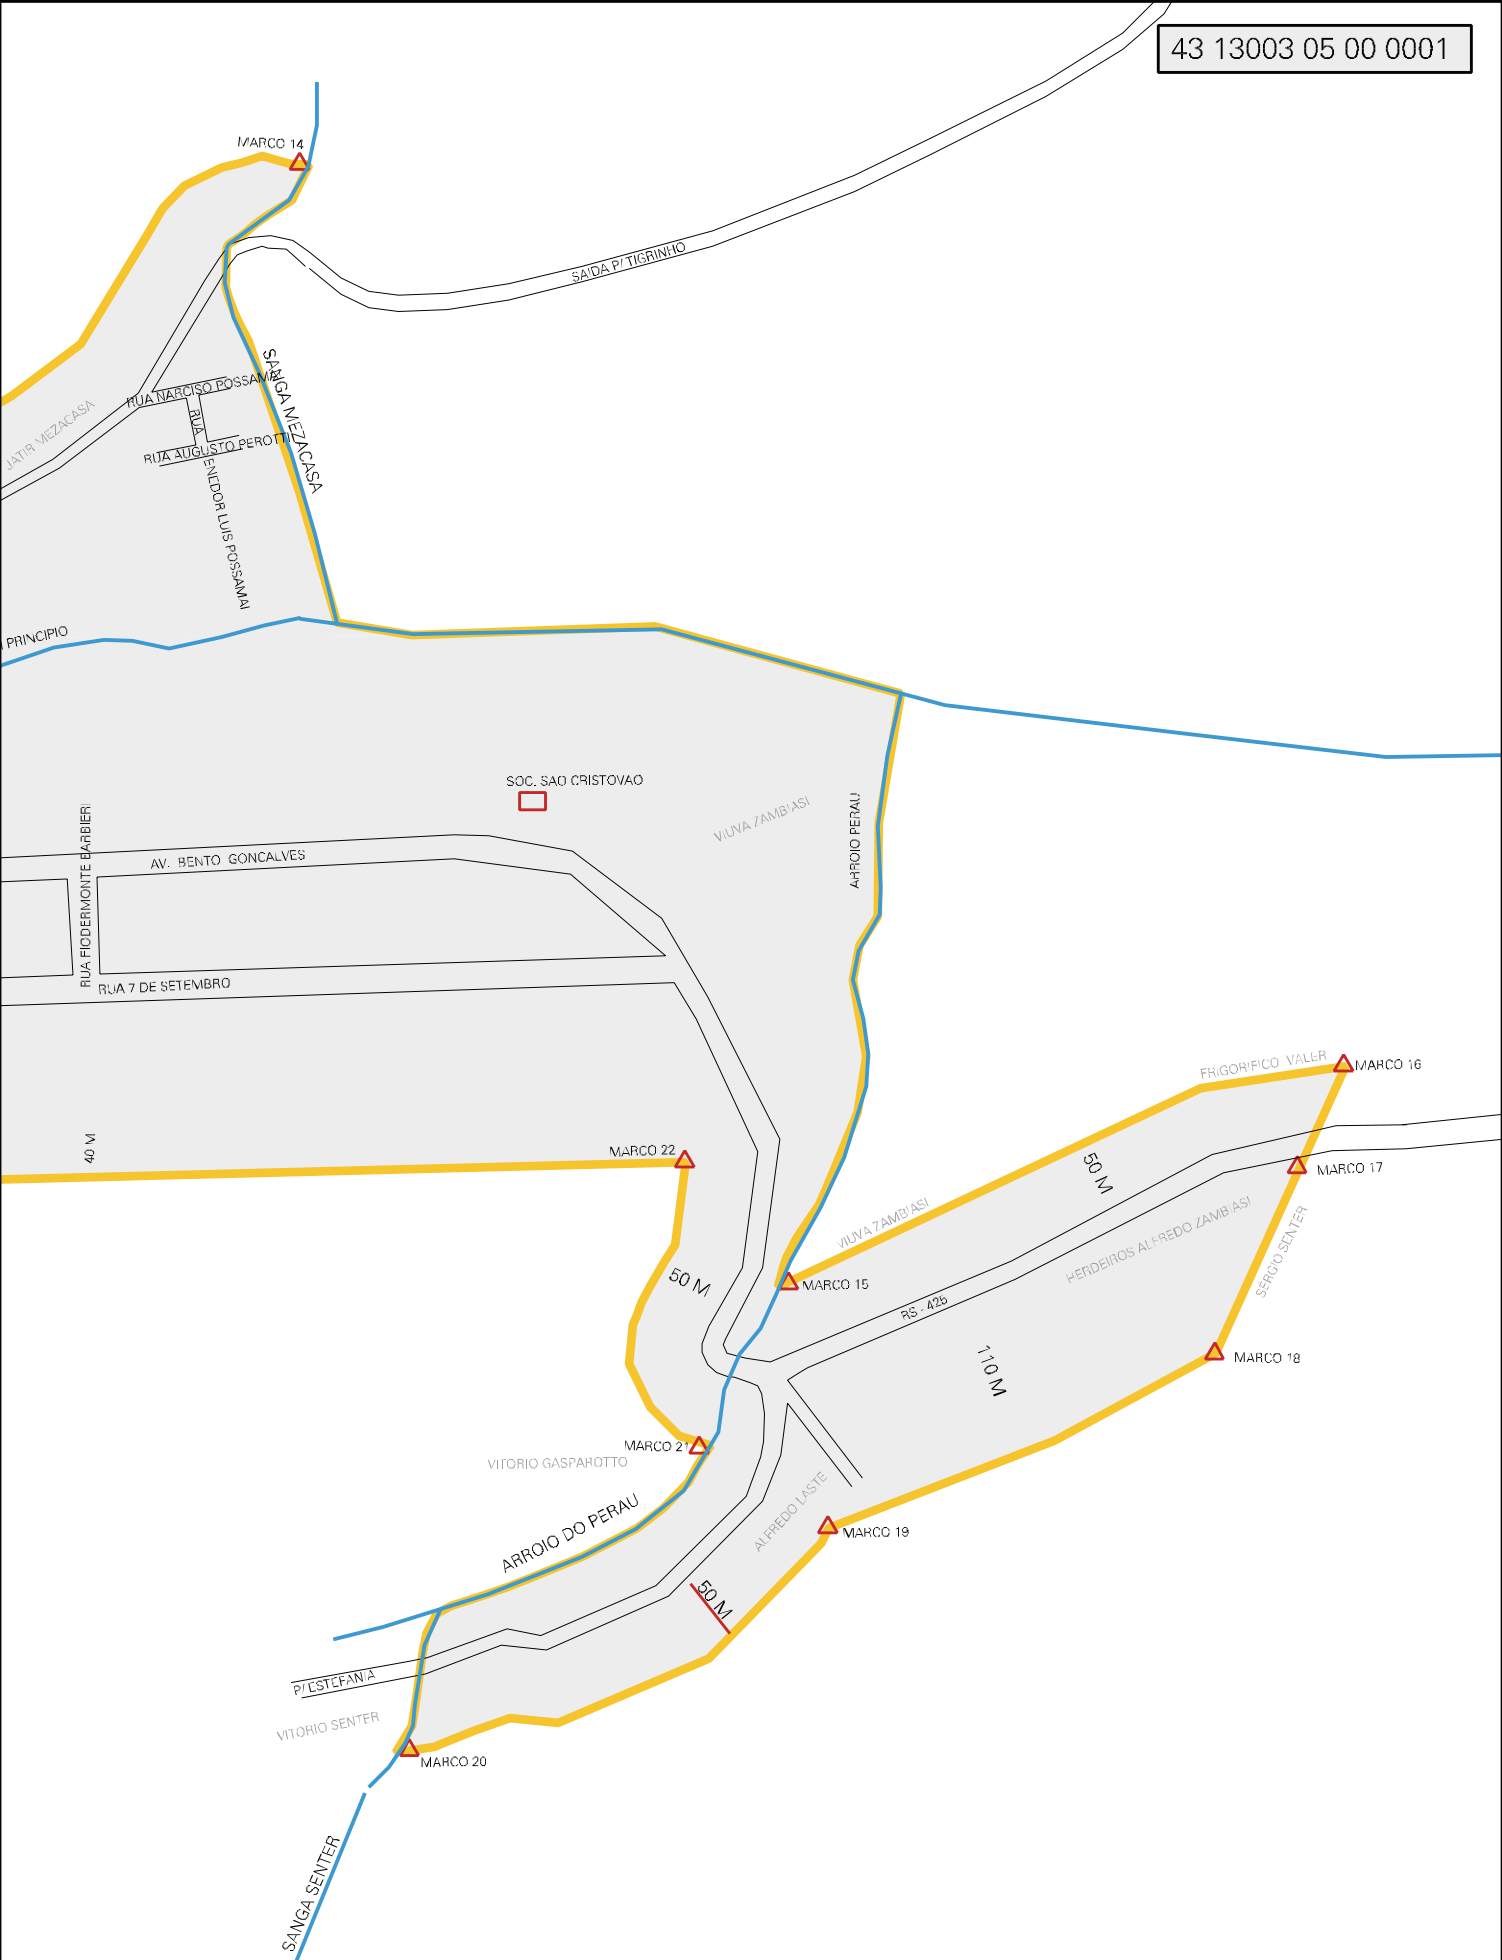 43 13003 05 00 0001
MARCO 14
SAIDA P/ TIGRINHO
SANGA MEZACASA
RUA NARCISO POSSAMAI
JATIR MEZACASA
RUA
RUA AUGUSTO PEROTTI
ENEDOR LUIS POSSAMAI
PRINCIPIO
SOC. SAO CRISTOVAO
VIUVA ZAMBIASI
ARROIO PERAU
RUA FIODERMONTE BARBIERI
AV. BENTO GONCALVES
RUA 7 DE SETEMBRO
FRIGORIFICO VALER
MARCO 16
40 M
MARCO 22
50 M
MARCO 17
VIUVA ZAMBIASI
HERDEIROS ALFREDO ZAMBIASI
SERGIO SENTER
50 M
MARCO 15
RS - 425
110 M
MARCO 18
MARCO 21
VITORIO GASPAROTTO
ARROIO DO PERAU
ALFREDO LASTE
MARCO 19
50 M
P/ ESTEFANIA
VITORIO SENTER
MARCO 20
SANGA SENTER